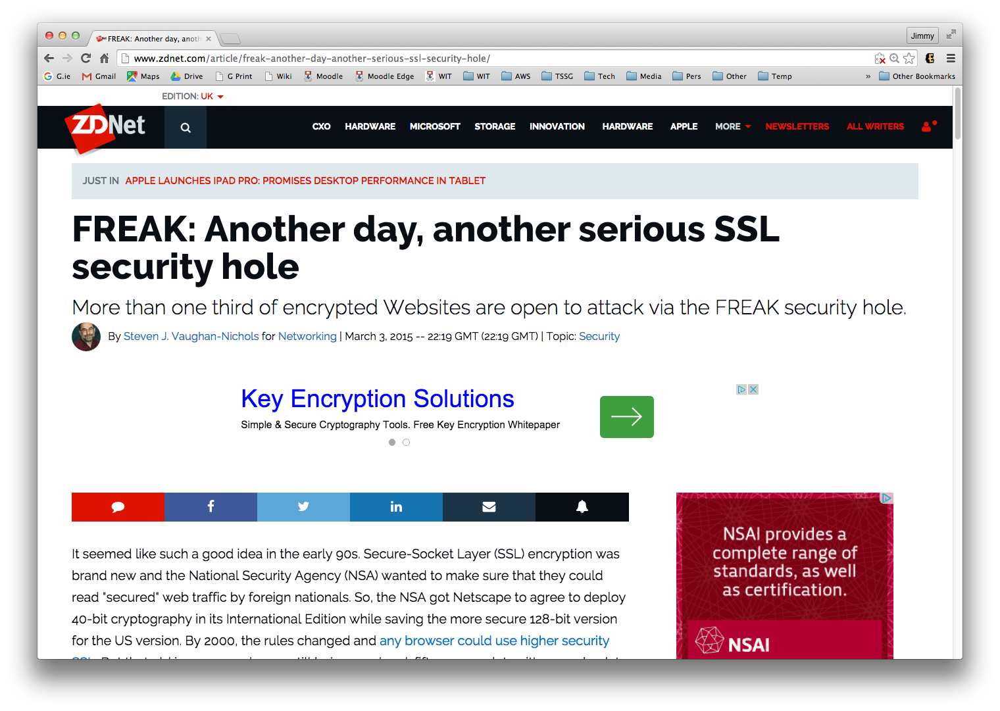 FREAK: Another day, anoth
Jimmy
www.zdnet.com/article/freak-another-day-another-serious-ssl-security-hole/
G.ie Gmail Maps Drive G Print Wiki Moodle Moodle Edge WIT WIT AWS TSSG Tech Media Pers Other Temp » Other Bookmarks
EDITION: UK
ZDNet
CXO HARDWARE MICROSOFT STORAGE INNOVATION HARDWARE APPLE MORE NEWSLETTERS ALL WRITERS
JUST IN APPLE LAUNCHES IPAD PRO: PROMISES DESKTOP PERFORMANCE IN TABLET
FREAK: Another day, another serious SSL
security hole
More than one third of encrypted Websites are open to attack via the FREAK security hole.
By Steven J. Vaughan-Nichols for Networking | March 3, 2015 -- 22:19 GMT (22:19 GMT) | Topic: Security
Key Encryption Solutions
Simple & Secure Cryptography Tools. Free Key Encryption Whitepaper
It seemed like such a good idea in the early 90s. Secure-Socket Layer (SSL) encryption was
brand new and the National Security Agency (NSA) wanted to make sure that they could
read "secured" web traffic by foreign nationals. So, the NSA got Netscape to agree to deploy
40-bit cryptography in its International Edition while saving the more secure 128-bit version
for the US version. By 2000, the rules changed and any browser could use higher security
NSAI provides a
complete range of
standards, as well
as certification.
NSAI